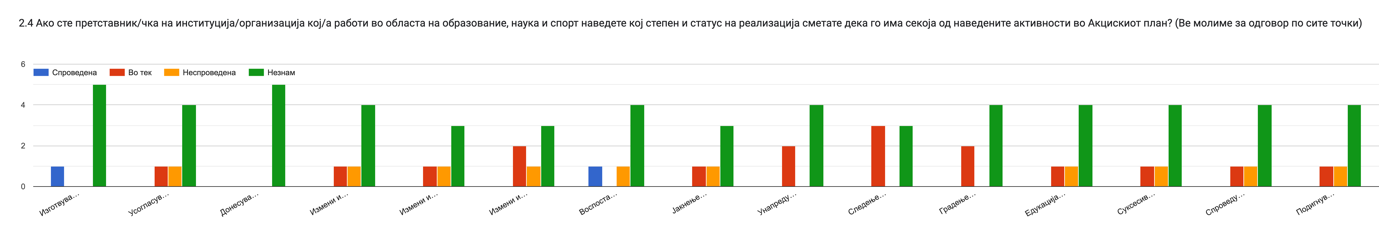 2.4 Ако сте претставник/чка на институција/организација кој/а работи во областа на образование, наука и спорт наведете кој степен и статус на реализација сметате дека го има секоја од наведените активности во Акцискиот план? (Ве молиме за одговор по сите точки)
6
Спроведена Во тек Неспроведена Незнам
4
2
0
Изготвува... Усогласув... Донесува... Измени и... Измени и... Измени и... Воспоста... Јакнење... Унапреду... Следење... Градење... Едукација... Суксесив... Спроведу... Подигнув...